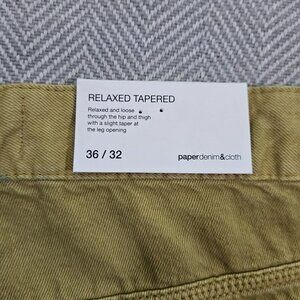 RELAXED TAPERED
Relaxed and loose
through the hip and thigh
with a slight taper at
the leg opening
36 / 32
paperdenim&cloth